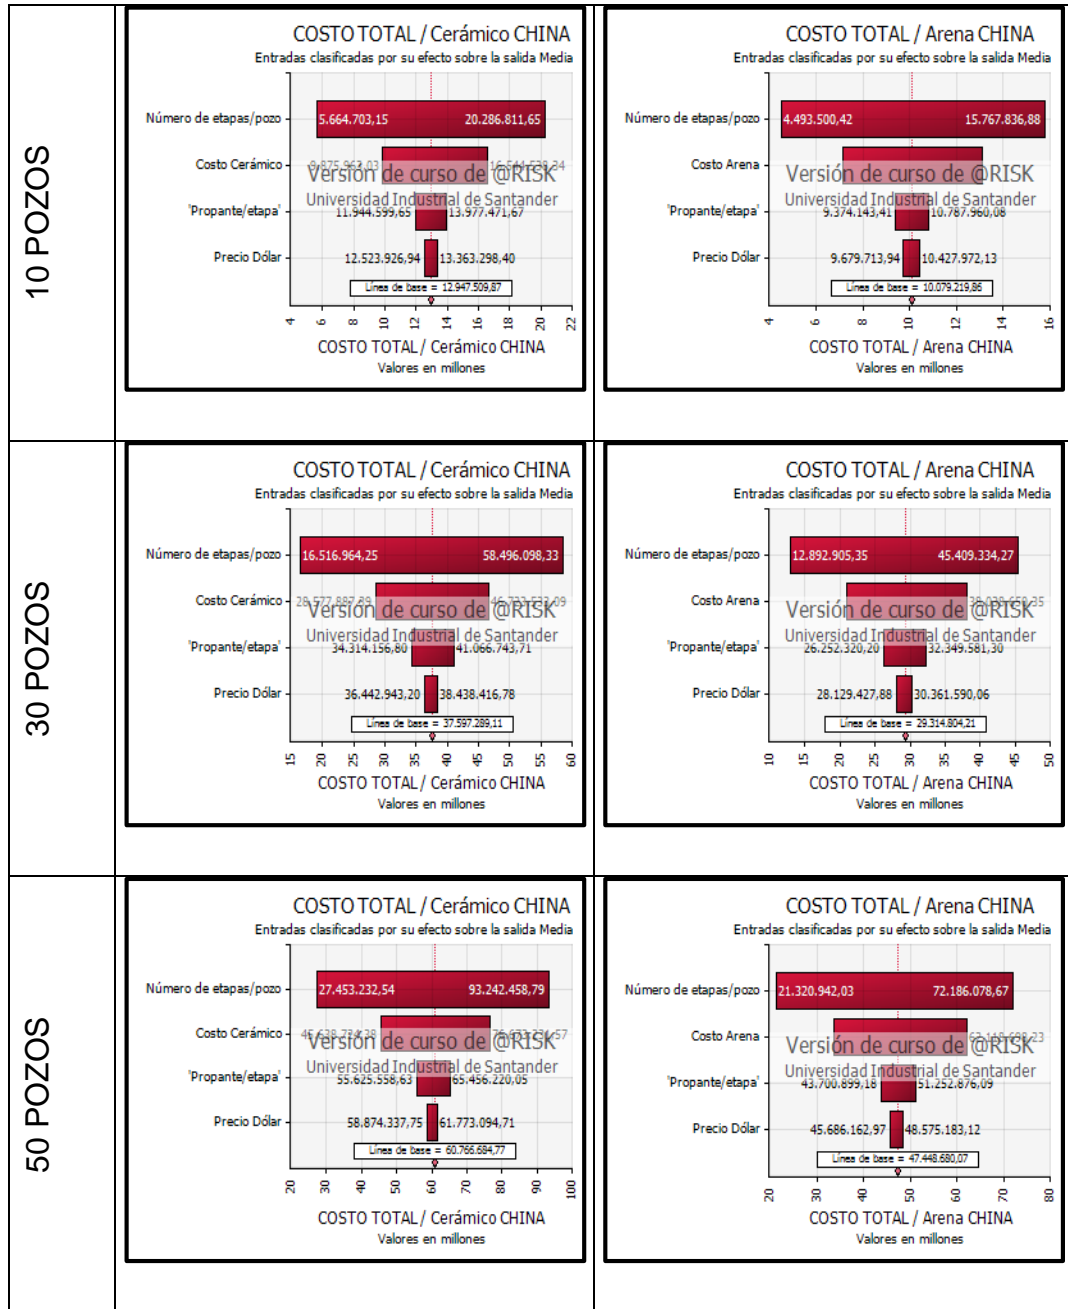 10 POZOS
COSTO TOTAL / Cerámico CHINA
Entradas clasificadas por su efecto sobre la salida Media
Número de etapas/pozo
5.664.703,15 20.286.811,65
Costo Cerámico
Versión de curso de @RISK
Universidad Industrial de Santander
'Propante/etapa'
11.944.599,65 13.977.471,67
Precio Dólar
12.523.926,94 13.363.298,40
Línea de base = 12.947.509,87
4 6 8 10 12 14 16 18 20 22
COSTO TOTAL / Cerámico CHINA
Valores en millones
COSTO TOTAL / Arena CHINA
Entradas clasificadas por su efecto sobre la salida Media
Número de etapas/pozo
4.493.500,42 15.767.836,88
Costo Arena
Versión de curso de @RISK
Universidad Industrial de Santander
'Propante/etapa'
9.374.143,41 10.787.960,08
Precio Dólar
9.679.713,94 10.427.972,13
Línea de base = 10.079.219,86
4 6 8 10 12 14 16
COSTO TOTAL / Arena CHINA
Valores en millones
30 POZOS
COSTO TOTAL / Cerámico CHINA
Entradas clasificadas por su efecto sobre la salida Media
Número de etapas/pozo
16.516.964,25 58.496.098,33
Costo Cerámico
Versión de curso de @RISK
Universidad Industrial de Santander
'Propante/etapa'
34.314.156,80 41.066.743,71
Precio Dólar
36.442.943,20 38.438.416,78
Línea de base = 37.597.289,11
15 20 25 30 35 40 45 50 55 60
COSTO TOTAL / Cerámico CHINA
Valores en millones
COSTO TOTAL / Arena CHINA
Entradas clasificadas por su efecto sobre la salida Media
Número de etapas/pozo
12.892.905,35 45.409.334,27
Costo Arena
Versión de curso de @RISK
Universidad Industrial de Santander
'Propante/etapa'
26.252.320,20 32.349.581,30
Precio Dólar
28.129.427,88 30.361.590,06
Línea de base = 29.314.804,21
10 15 20 25 30 35 40 45 50
COSTO TOTAL / Arena CHINA
Valores en millones
50 POZOS
COSTO TOTAL / Cerámico CHINA
Entradas clasificadas por su efecto sobre la salida Media
Número de etapas/pozo
27.453.232,54 93.242.458,79
Costo Cerámico
Versión de curso de @RISK
Universidad Industrial de Santander
'Propante/etapa'
55.625.558,63 65.456.220,05
Precio Dólar
58.874.337,75 61.773.094,71
Línea de base = 60.766.684,77
20 30 40 50 60 70 80 90 100
COSTO TOTAL / Cerámico CHINA
Valores en millones
COSTO TOTAL / Arena CHINA
Entradas clasificadas por su efecto sobre la salida Media
Número de etapas/pozo
21.320.942,03 72.186.078,67
Costo Arena
Versión de curso de @RISK
Universidad Industrial de Santander
'Propante/etapa'
43.700.899,18 51.252.876,09
Precio Dólar
45.686.162,97 48.575.183,12
Línea de base = 47.448.680,07
20 30 40 50 60 70 80
COSTO TOTAL / Arena CHINA
Valores en millones